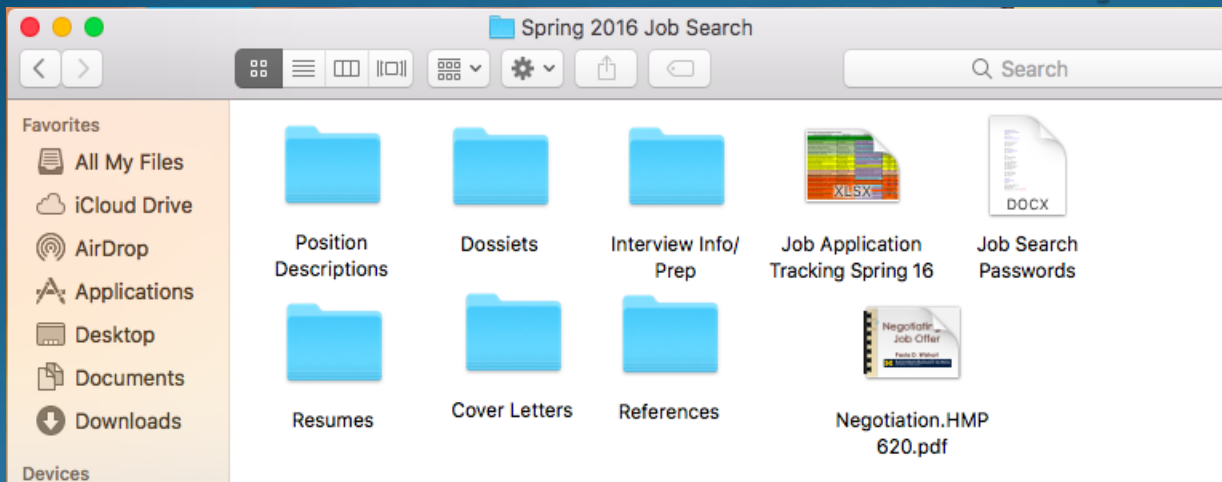 Spring 2016 Job Search
Search
Favorites
All My Files
iCloud Drive
AirDrop
Applications
Desktop
Documents
Downloads
Devices
Position
Descriptions
Dossiets
Interview Info/
Prep
XLSX
Job Application
Tracking Spring 16
DOCX
Job Search
Passwords
Resumes
Cover Letters
References
Negotiating
Job Offer
Negotiation.HMP
620.pdf